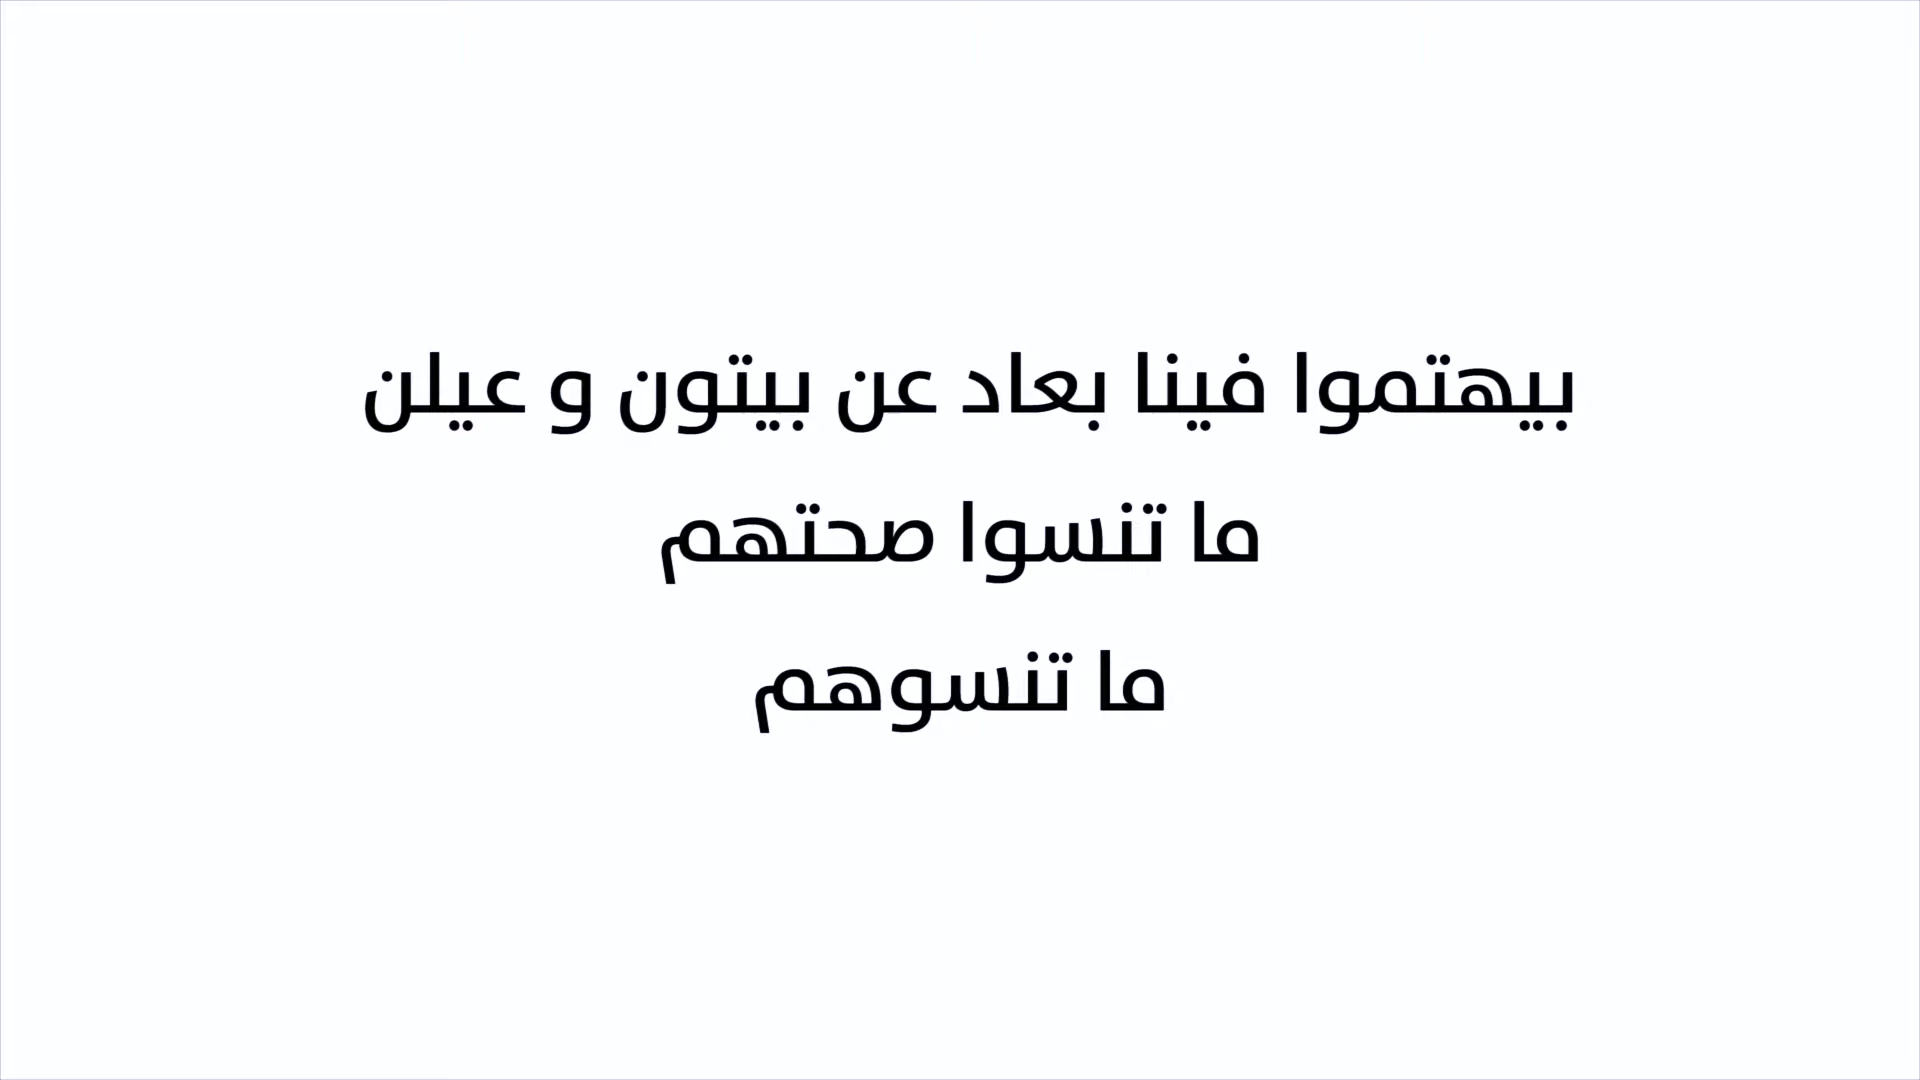 بيهتموا فينا بعاد عن بيتون و عيلن
ما تنسوا صحتهم
ما تنسوهم